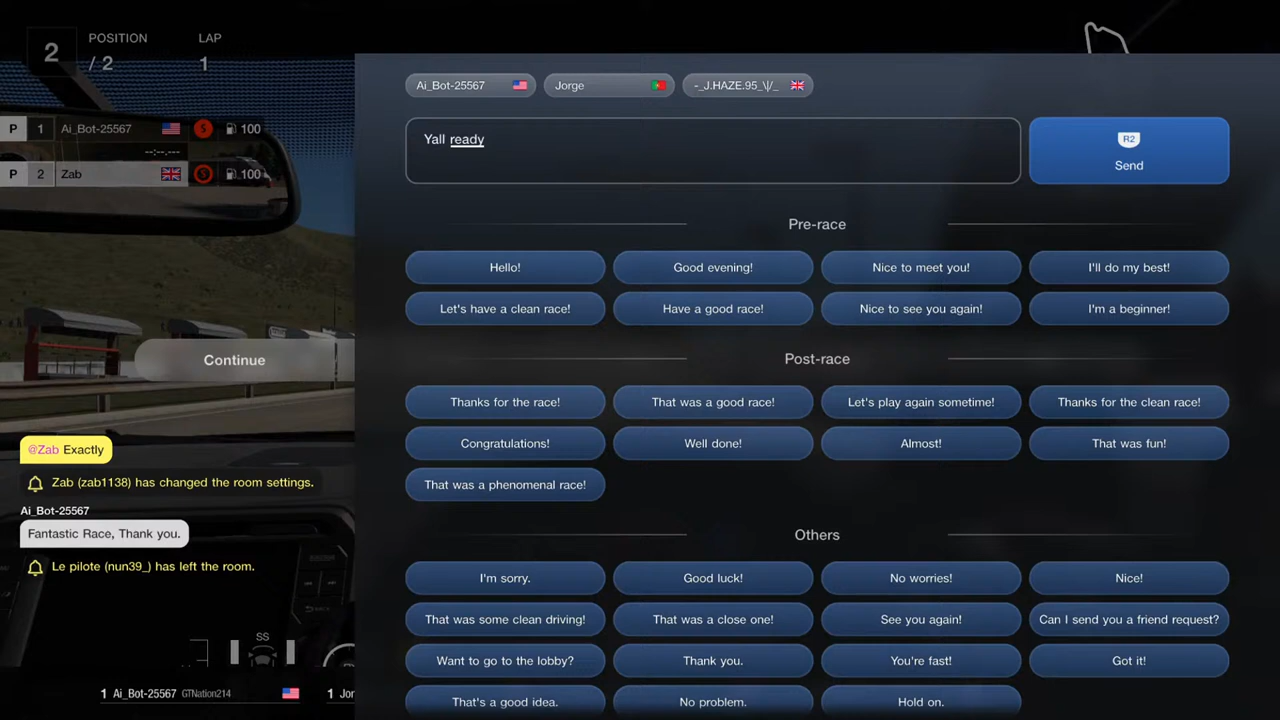 2
POSITION
/ 2
LAP
1
P 1 Ai_Bot-25567 S 100
--:--.---
P 2 Zab S 100
Continue
@Zab Exactly
Zab (zab1138) has changed the room settings.
Ai_Bot-25567
Fantastic Race, Thank you.
Le pilote (nun39_) has left the room.
SS
1 Ai_Bot-25567 GTNation214
1 Jor
Ai_Bot-25567
Jorge
-_J.HAZE.95_\|/_
Yall ready
R2
Send
Pre-race
Hello!
Good evening!
Nice to meet you!
I'll do my best!
Let's have a clean race!
Have a good race!
Nice to see you again!
I'm a beginner!
Post-race
Thanks for the race!
That was a good race!
Let's play again sometime!
Thanks for the clean race!
Congratulations!
Well done!
Almost!
That was fun!
That was a phenomenal race!
Others
I'm sorry.
Good luck!
No worries!
Nice!
That was some clean driving!
That was a close one!
See you again!
Can I send you a friend request?
Want to go to the lobby?
Thank you.
You're fast!
Got it!
That's a good idea.
No problem.
Hold on.